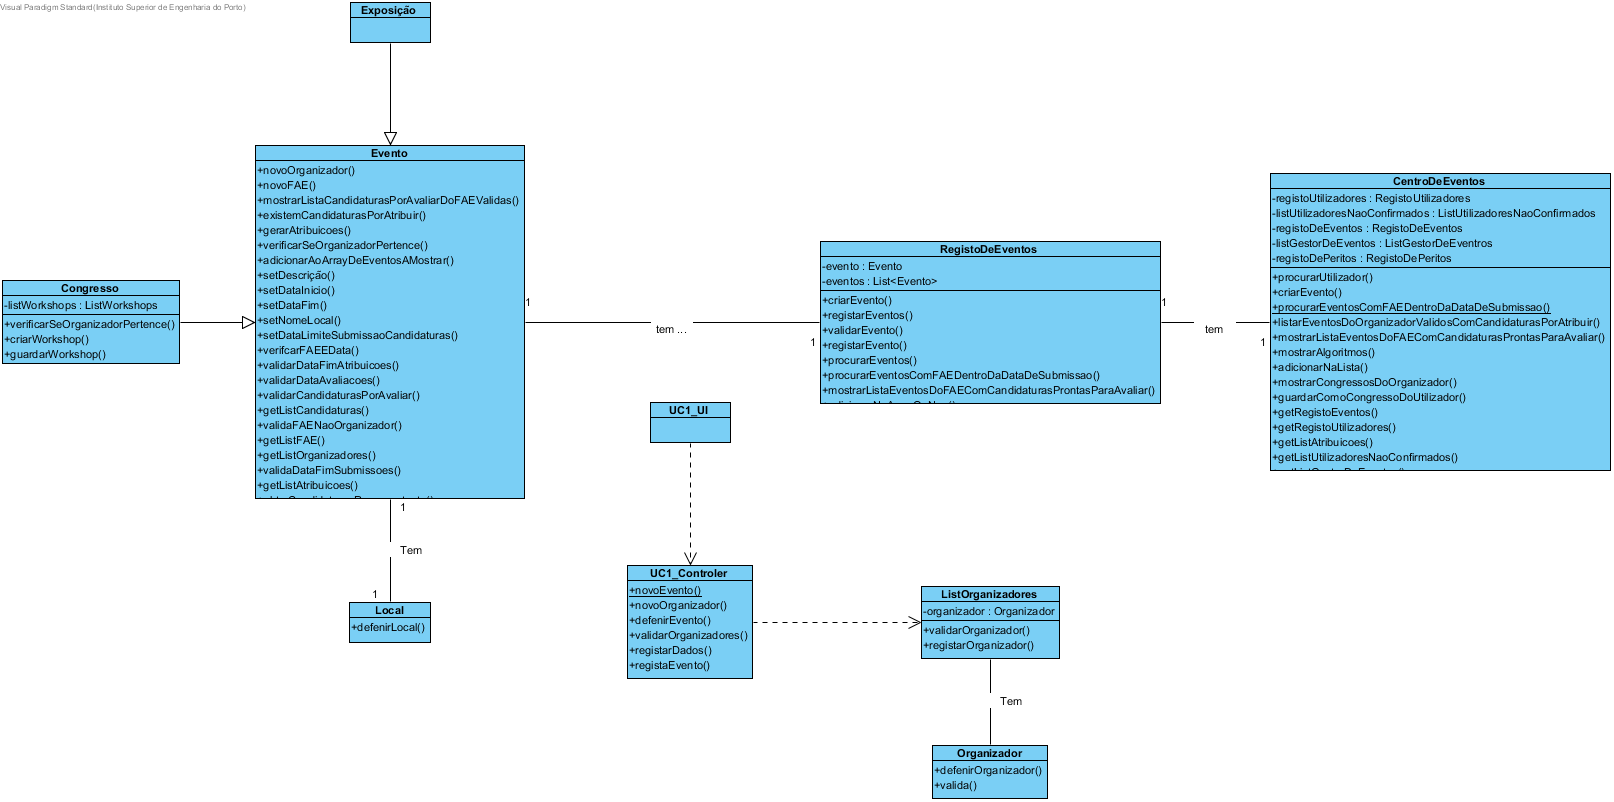 Visual Paradigm Standard(Instituto Superior de Engenharia do Porto)
Exposição
Evento
+novoOrganizador()
+novoFAE()
+mostrarListaCandidaturasPorAvaliarDoFAEValidas()
+existemCandidaturasPorAtribuir()
+gerarAtribuicoes()
+verificarSeOrganizadorPertence()
+adicionarAoArrayDeEventosAMostrar()
+setDescrição()
+setDataInicio()
+setDataFim()
+setNomeLocal()
+setDataLimiteSubmissaoCandidaturas()
+verifcarFAEEData()
+validarDataFimAtribuicoes()
+validarDataAvaliacoes()
+validarCandidaturasPorAvaliar()
+getListCandidaturas()
+validaFAENaoOrganizador()
+getListFAE()
+getListOrganizadores()
+validaDataFimSubmissoes()
+getListAtribuicoes()
Congresso
-listWorkshops : ListWorkshops
+verificarSeOrganizadorPertence()
+criarWorkshop()
+guardarWorkshop()
1
tem ...
1
RegistoDeEventos
-evento : Evento
-eventos : List<Evento>
+criarEvento()
+registarEventos()
+validarEvento()
+registarEvento()
+procurarEventos()
+procurarEventosComFAEDentroDaDataDeSubmissao()
+mostrarListaEventosDoFAEComCandidaturasProntasParaAvaliar()
1
tem
1
CentroDeEventos
-registoUtilizadores : RegistoUtilizadores
-listUtilizadoresNaoConfirmados : ListUtilizadoresNaoConfirmados
-registoDeEventos : RegistoDeEventos
-listGestorDeEventos : ListGestorDeEventros
-registoDePeritos : RegistoDePeritos
+procurarUtilizador()
+criarEvento()
+procurarEventosComFAEDentroDaDataDeSubmissao()
+listarEventosDoOrganizadorValidosComCandidaturasPorAtribuir()
+mostrarListaEventosDoFAEComCandidaturasProntasParaAvaliar()
+mostrarAlgoritmos()
+adicionarNaLista()
+mostrarCongressosDoOrganizador()
+guardarComoCongressoDoUtilizador()
+getRegistoEventos()
+getRegistoUtilizadores()
+getListAtribuicoes()
+getListUtilizadoresNaoConfirmados()
1
Tem
1
Local
+defenirLocal()
UC1_UI
UC1_Controler
+novoEvento()
+novoOrganizador()
+defenirEvento()
+validarOrganizadores()
+registarDados()
+registaEvento()
ListOrganizadores
-organizador : Organizador
+validarOrganizador()
+registarOrganizador()
Tem
Organizador
+defenirOrganizador()
+valida()